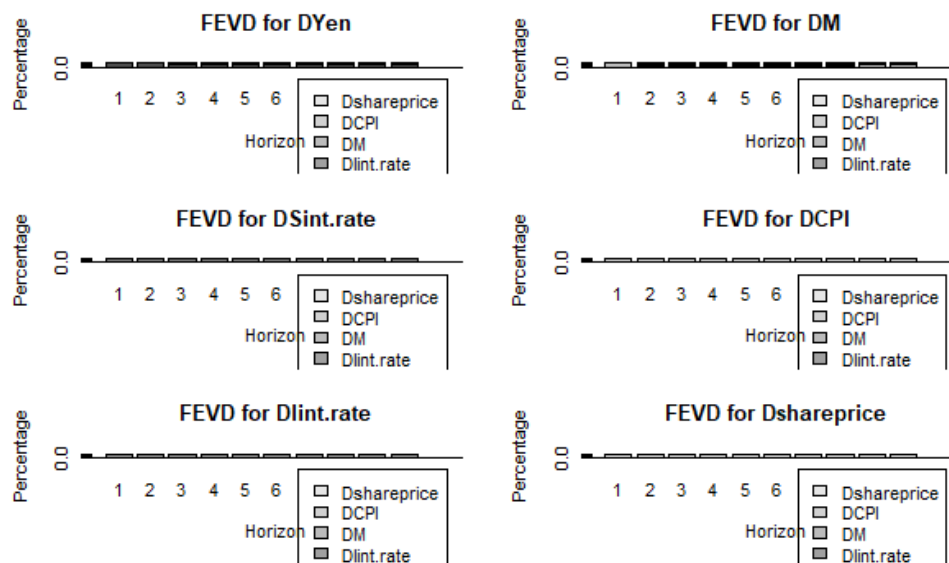 FEVD for DYen
Percentage
0.0
1 2 3 4 5 6
Horizon
Dshareprice
DCPI
DM
Dlint.rate
FEVD for DM
Percentage
0.0
1 2 3 4 5 6
Horizon
Dshareprice
DCPI
DM
Dlint.rate
FEVD for DSint.rate
Percentage
0.0
1 2 3 4 5 6
Horizon
Dshareprice
DCPI
DM
Dlint.rate
FEVD for DCPI
Percentage
0.0
1 2 3 4 5 6
Horizon
Dshareprice
DCPI
DM
Dlint.rate
FEVD for Dlint.rate
Percentage
0.0
1 2 3 4 5 6
Horizon
Dshareprice
DCPI
DM
Dlint.rate
FEVD for Dshareprice
Percentage
0.0
1 2 3 4 5 6
Horizon
Dshareprice
DCPI
DM
Dlint.rate